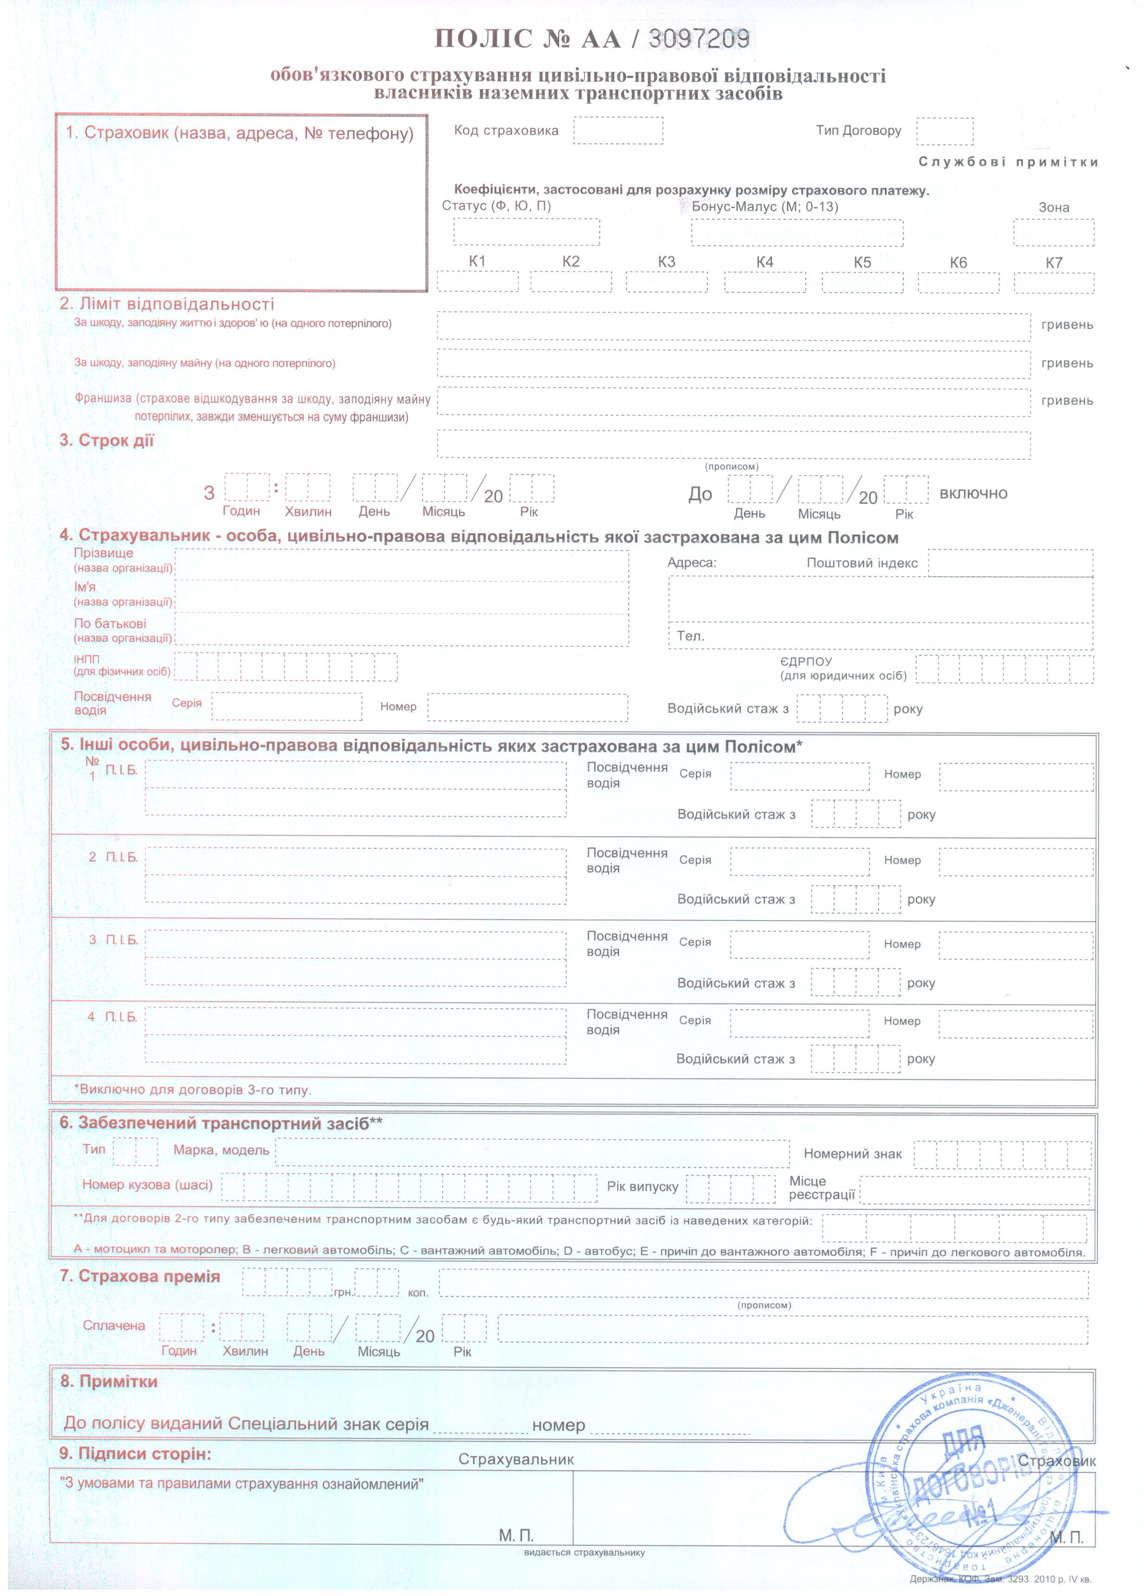 ПОЛІС № АА / 3097209
обов'язкового страхування цивільно-правової відповідальності
власників наземних транспортних засобів
1. Страховик (назва, адреса, № телефону)
Код страховика
Тип Договору
Службові примітки
Коефіцієнти, застосовані для розрахунку розміру страхового платежу.
Статус (Ф, Ю, П) Бонус-Малус (М; 0-13) Зона
К1 К2 К3 К4 К5 К6 К7
2. Ліміт відповідальності
За шкоду, заподіяну життю і здоров' ю (на одного потерпілого) гривень
За шкоду, заподіяну майну (на одного потерпілого) гривень
Франшиза (страхове відшкодування за шкоду, заподіяну майну гривень
потерпілих, завжди зменшується на суму франшизи)
3. Строк дії
(прописом)
З : / / 20 До / / 20 включно
Годин Хвилин День Місяць Рік День Місяць Рік
4. Страхувальник - особа, цивільно-правова відповідальність якої застрахована за цим Полісом
Прізвище
(назва організації)
Адреса: Поштовий індекс
Ім'я
(назва організації)
По батькові
(назва організації)
Тел.
ІНПП
(для фізичних осіб)
ЄДРПОУ
(для юридичних осіб)
Посвідчення
водія
Серія Номер Водійський стаж з року
5. Інші особи, цивільно-правова відповідальність яких застрахована за цим Полісом*
№
1 П.І.Б. Посвідчення
водія Серія Номер
Водійський стаж з року
2 П.І.Б. Посвідчення
водія Серія Номер
Водійський стаж з року
3 П.І.Б. Посвідчення
водія Серія Номер
Водійський стаж з року
4 П.І.Б. Посвідчення
водія Серія Номер
Водійський стаж з року
*Виключно для договорів 3-го типу.
6. Забезпечений транспортний засіб**
Тип Марка, модель Номерний знак
Номер кузова (шасі) Рік випуску Місце
реєстрації
**Для договорів 2-го типу забезпеченим транспортним засобам є будь-який транспортний засіб із наведених категорій:
А - мотоцикл та моторолер; В - легковий автомобіль; С - вантажний автомобіль; D - автобус; Е - причіп до вантажного автомобіля; F - причіп до легкового автомобіля.
7. Страхова премія грн. коп.
(прописом)
Сплачена : / / 20
Годин Хвилин День Місяць Рік
8. Примітки
До полісу виданий Спеціальний знак серія номер
9. Підписи сторін: Страхувальник Страховик
"З умовами та правилами страхування ознайомлений"
М. П. М. П.
видається страхувальнику
Держзнак. КОФ. Зам. 3293 2010 р. IV кв.
Україна
м.Київ
страхова компанія «Дженералі
ДЛЯ
ДОГОВОРІВ
№1